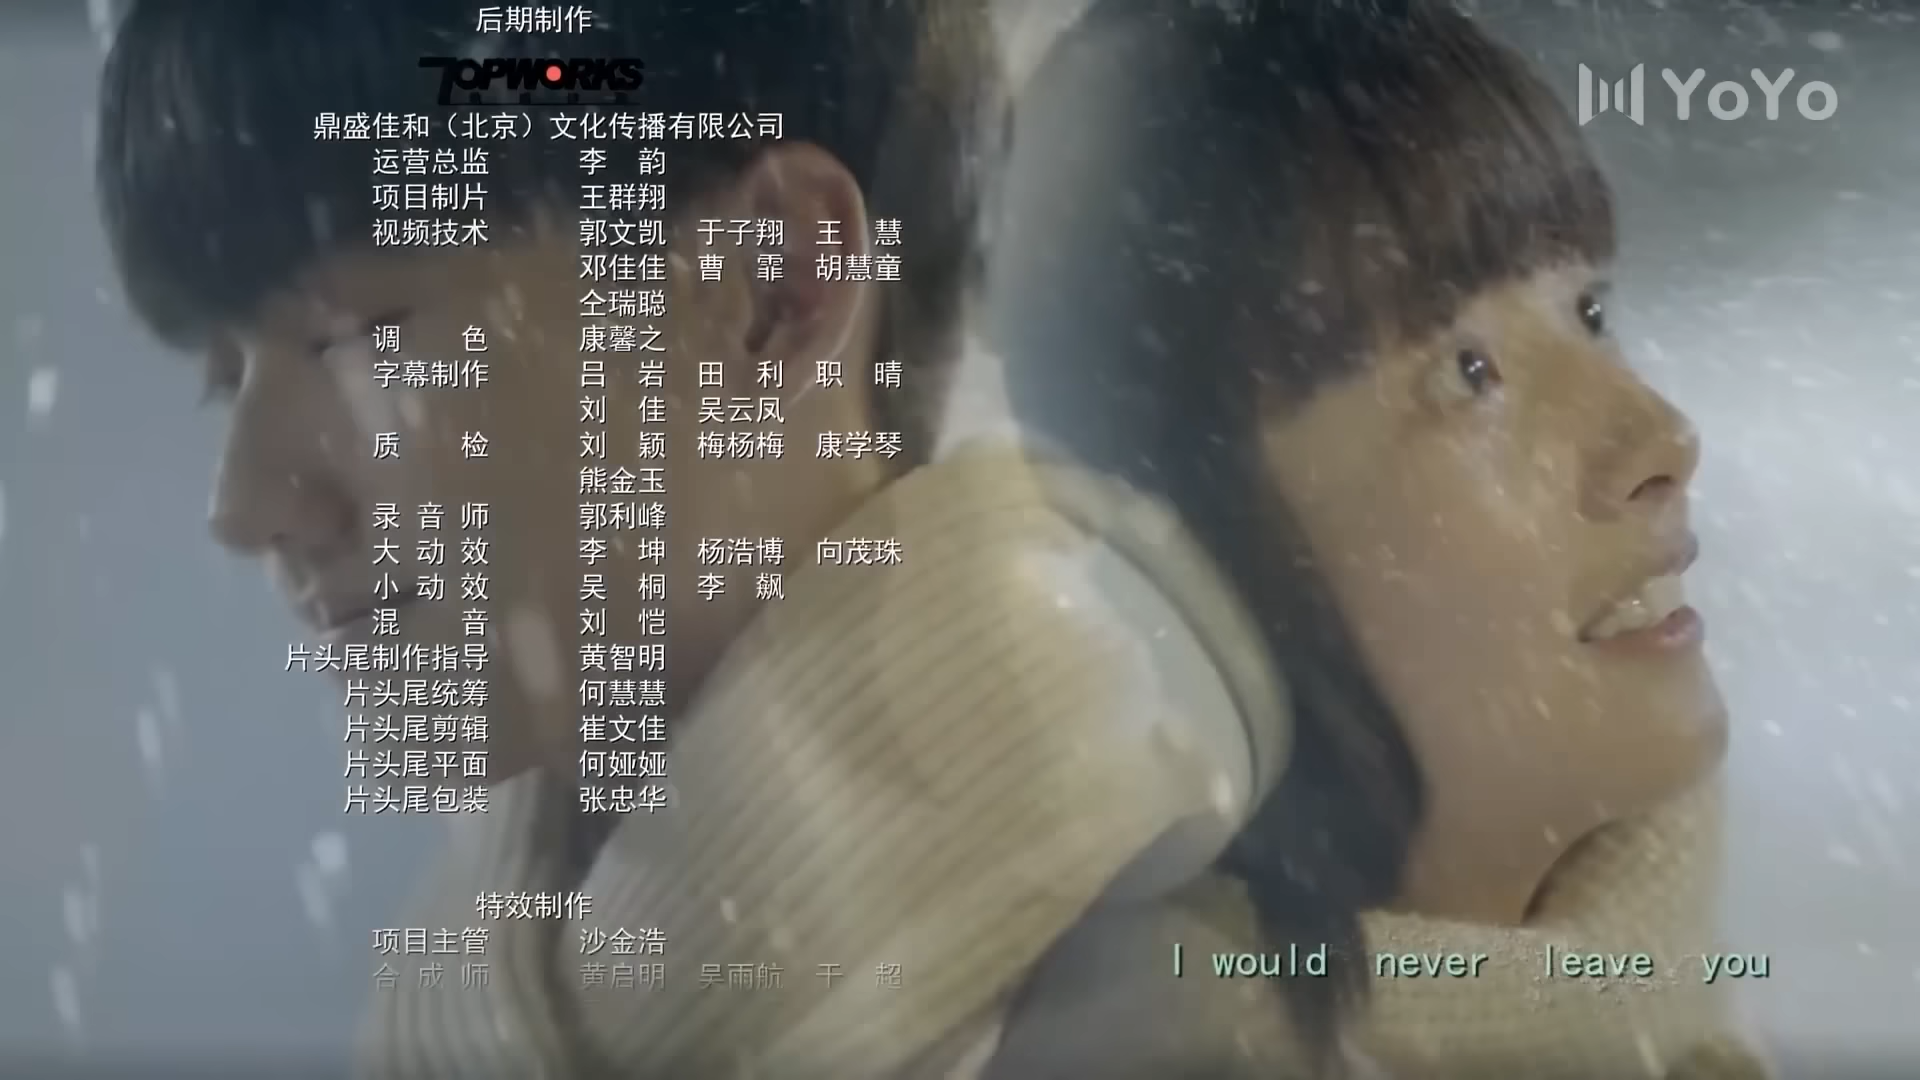 后期制作
TOPWORKS
YoYo
鼎盛佳和（北京）文化传播有限公司
运营总监 李 韵
项目制片 王群翔
视频技术 郭文凯 于子翔 王 慧
邓佳佳 曹 霏 胡慧童
仝瑞聪
调 色 康馨之
字幕制作 吕 岩 田 利 职 晴
刘 佳 吴云凤
质 检 刘 颖 梅杨梅 康学琴
熊金玉
录 音 师 郭利峰
大 动 效 李 坤 杨浩博 向茂珠
小 动 效 吴 桐 李 飙
混 音 刘 恺
片头尾制作指导 黄智明
片头尾统筹 何慧慧
片头尾剪辑 崔文佳
片头尾平面 何娅娅
片头尾包装 张忠华
特效制作
项目主管 沙金浩
I would never leave you
合 成 师 黄启明 吴雨航 干 超